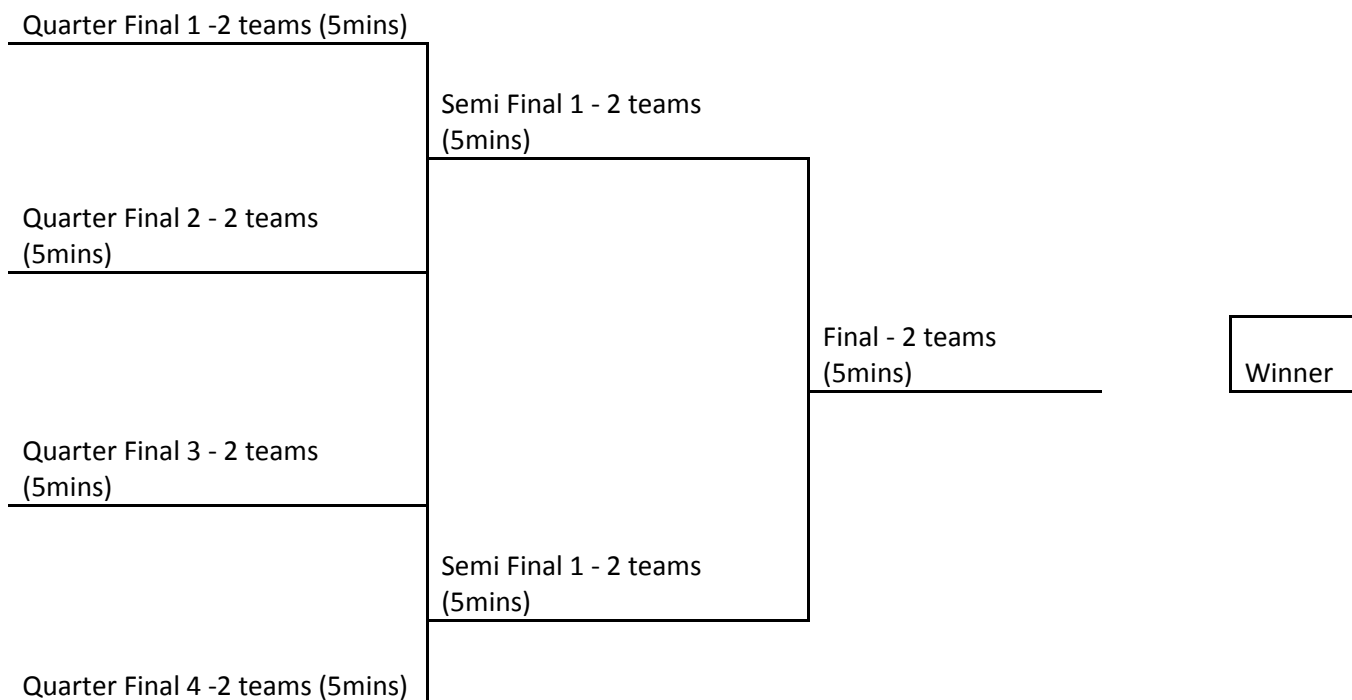 Quarter Final 1 -2 teams (5mins)
Semi Final 1 - 2 teams
(5mins)
Quarter Final 2 - 2 teams
(5mins)
Final - 2 teams
(5mins)
Winner
Quarter Final 3 - 2 teams
(5mins)
Semi Final 1 - 2 teams
(5mins)
Quarter Final 4 -2 teams (5mins)